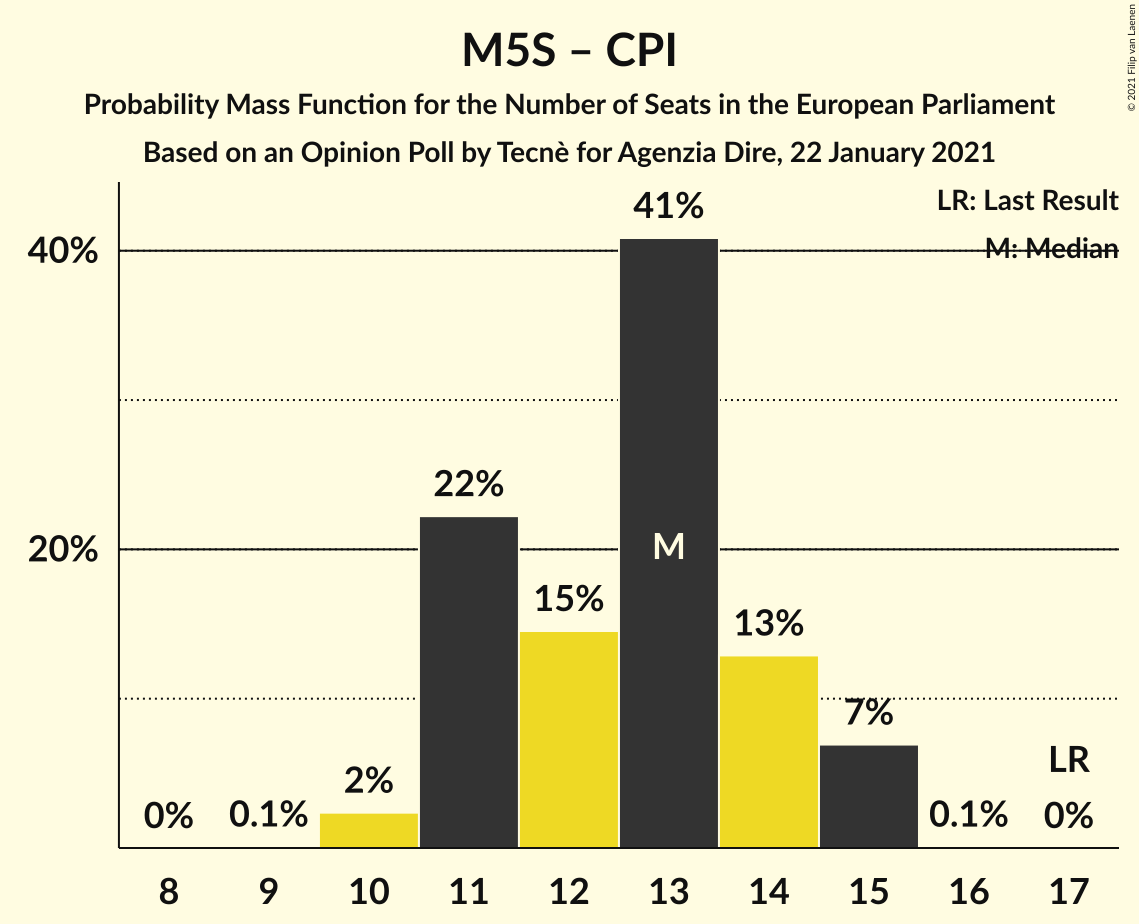 M5S – CPI
Probability Mass Function for the Number of Seats in the European Parliament
Based on an Opinion Poll by Tecnè for Agenzia Dire, 22 January 2021
© 2021 Filip van Laenen
LR: Last Result
M: Median
40%
20%
0%
0.1%
2%
22%
15%
41%
M
13%
7%
0.1%
LR
0%
8 9 10 11 12 13 14 15 16 17